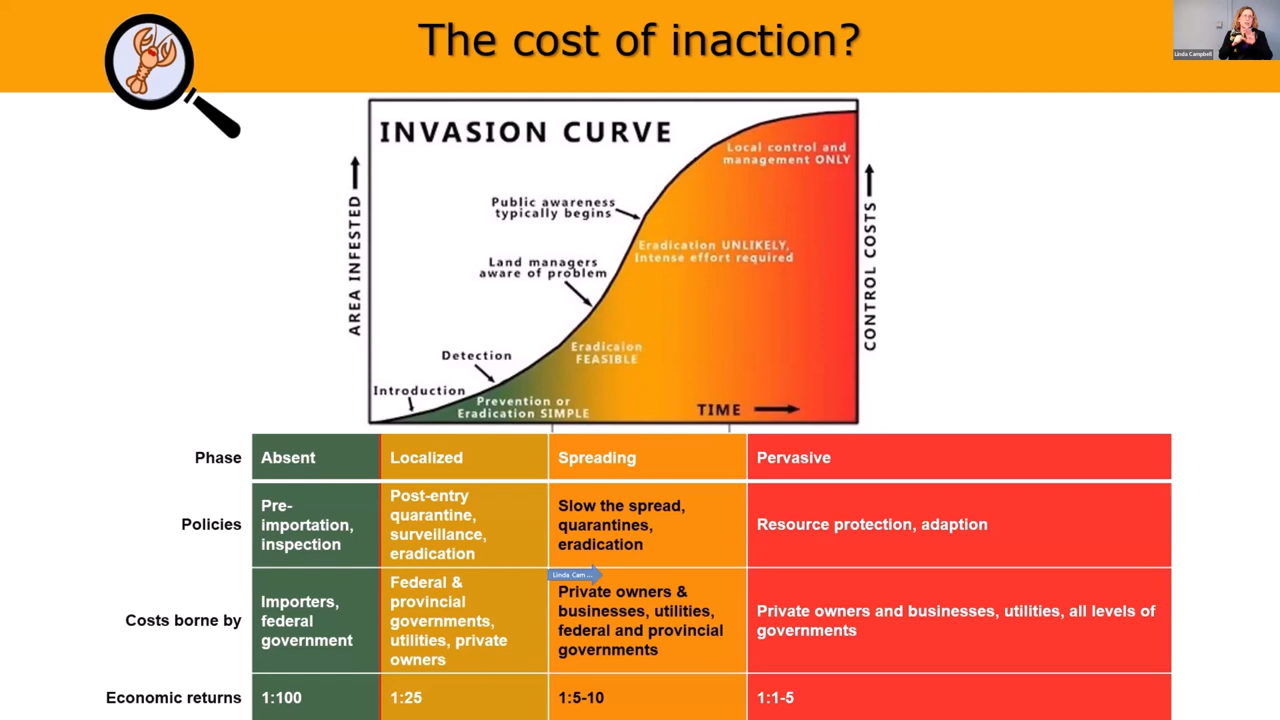 The cost of inaction?
Linda Campbell
INVASION CURVE
AREA INFESTED
CONTROL COSTS
Local control and
management ONLY
Public awareness
typically begins
Eradication UNLIKELY,
Intense effort required
Land managers
aware of problem
Eradicaion
FEASIBLE
Detection
Introduction
Prevention or
Eradication SIMPLE
TIME
Phase
Absent
Localized
Spreading
Pervasive
Policies
Pre-
importation,
inspection
Post-entry
quarantine,
surveillance,
eradication
Slow the spread,
quarantines,
eradication
Resource protection, adaption
Linda Cam ...
Costs borne by
Importers,
federal
government
Federal &
provincial
governments,
utilities, private
owners
Private owners &
businesses, utilities,
federal and provincial
governments
Private owners and businesses, utilities, all levels of
governments
Economic returns
1:100
1:25
1:5-10
1:1-5